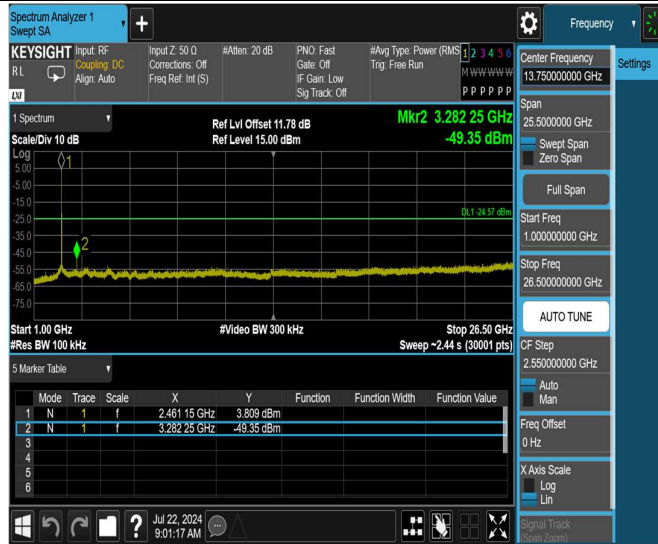 Spectrum Analyzer 1
Swept SA
Frequency
KEYSIGHT
RL
LXI
Input: RF
Coupling: DC
Align: Auto
Input Z: 50 Ω
Corrections: Off
Freq Ref: Int (S)
#Atten: 20 dB
PNO: Fast
Gate: Off
IF Gain: Low
Sig Track: Off
#Avg Type: Power (RMS
Trig: Free Run
1 2 3 4 5 6
M W W W W W
P P P P P P
Center Frequency
13.750000000 GHz
Settings
Span
25.5000000 GHz
Swept Span
Zero Span
Full Span
Start Freq
1.000000000 GHz
Stop Freq
26.500000000 GHz
AUTO TUNE
CF Step
2.550000000 GHz
Auto
Man
Freq Offset
0 Hz
X Axis Scale
Log
Lin
Signal Track
(Span Zoom)
1 Spectrum
Scale/Div 10 dB
Ref Lvl Offset 11.78 dB
Ref Level 15.00 dBm
Mkr2 3.282 25 GHz
-49.35 dBm
Log
5.00
-5.00
-15.0
-25.0
-35.0
-45.0
-55.0
-65.0
-75.0
1
2
DL1 -24.57 dBm
Start 1.00 GHz
#Res BW 100 kHz
#Video BW 300 kHz
Stop 26.50 GHz
Sweep ~2.44 s (30001 pts)
5 Marker Table
Mode Trace Scale X Y Function Function Width Function Value
1 N 1 f 2.461 15 GHz 3.809 dBm
2 N 1 f 3.282 25 GHz -49.35 dBm
3
4
5
6
?
Jul 22, 2024
9:01:17 AM